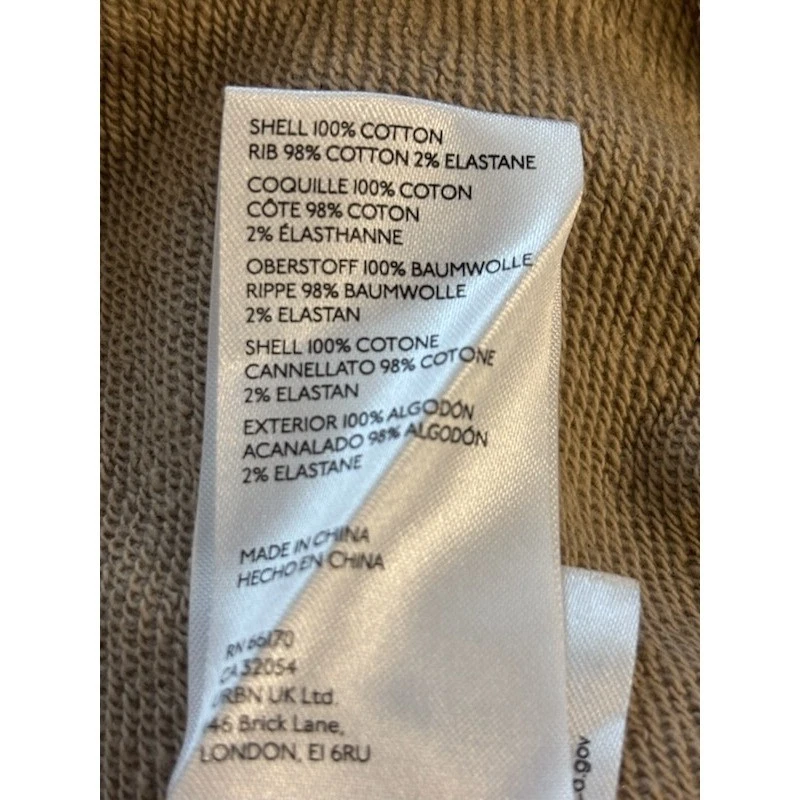 SHELL 100% COTTON
RIB 98% COTTON 2% ELASTANE
COQUILLE 100% COTON
CÔTE 98% COTON
2% ÉLASTHANNE
OBERSTOFF 100% BAUMWOLLE
RIPPE 98% BAUMWOLLE
2% ELASTAN
SHELL 100% COTONE
CANNELLATO 98% COTONE
2% ELASTAN
EXTERIOR 100% ALGODÓN
ACANALADO 98% ALGODÓN
2% ELASTANE
MADE IN CHINA
HECHO EN CHINA
RN 66170
CA 32054
URBN UK Ltd.
46 Brick Lane,
LONDON, E1 6RU
.gov